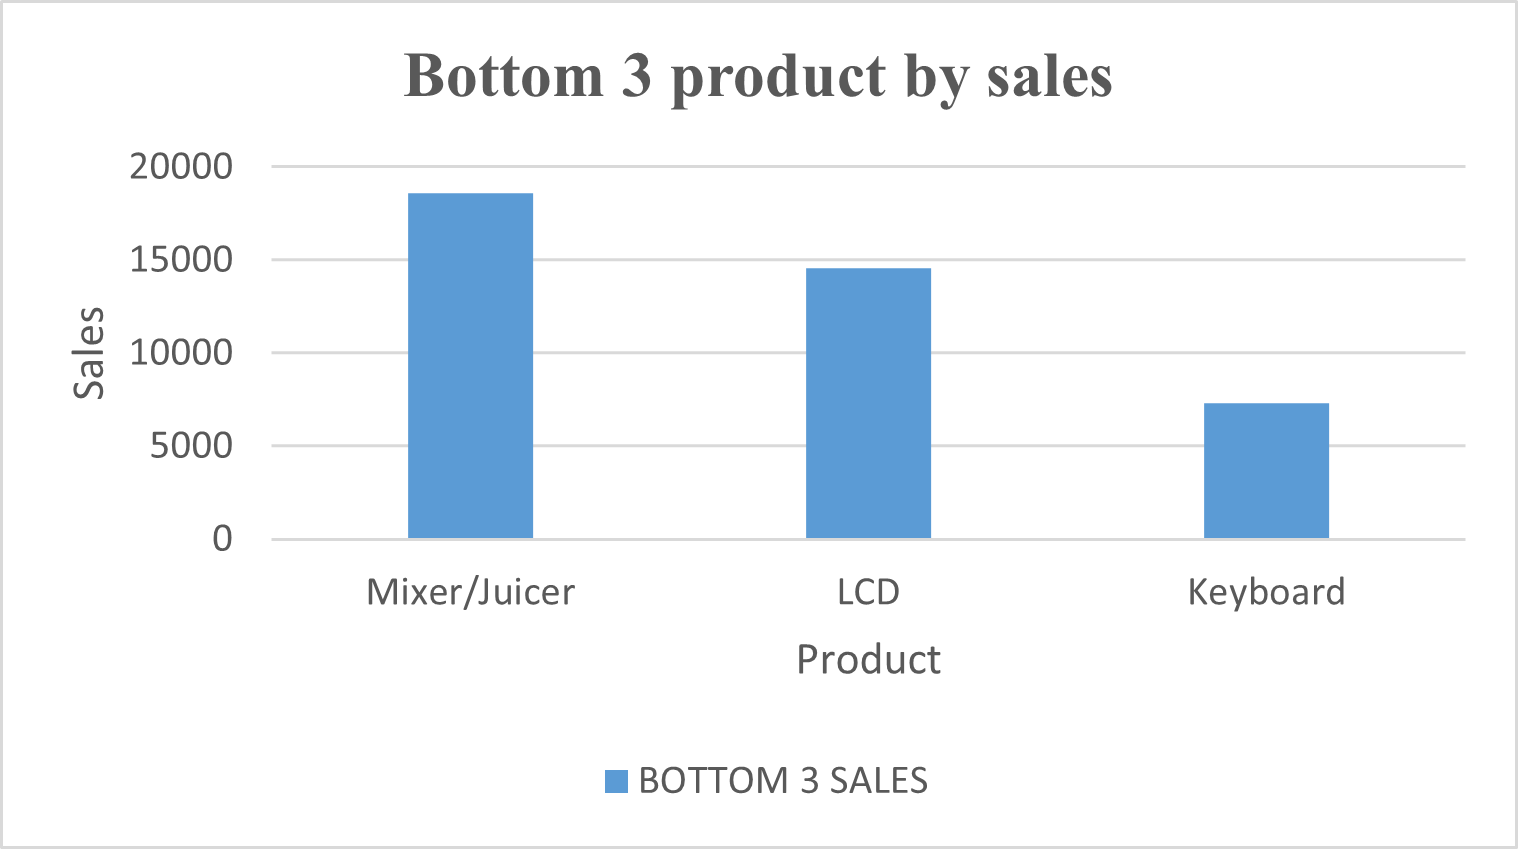 Bottom 3 product by sales
20000
15000
10000
5000
0
Sales
Mixer/Juicer LCD Keyboard
Product
BOTTOM 3 SALES